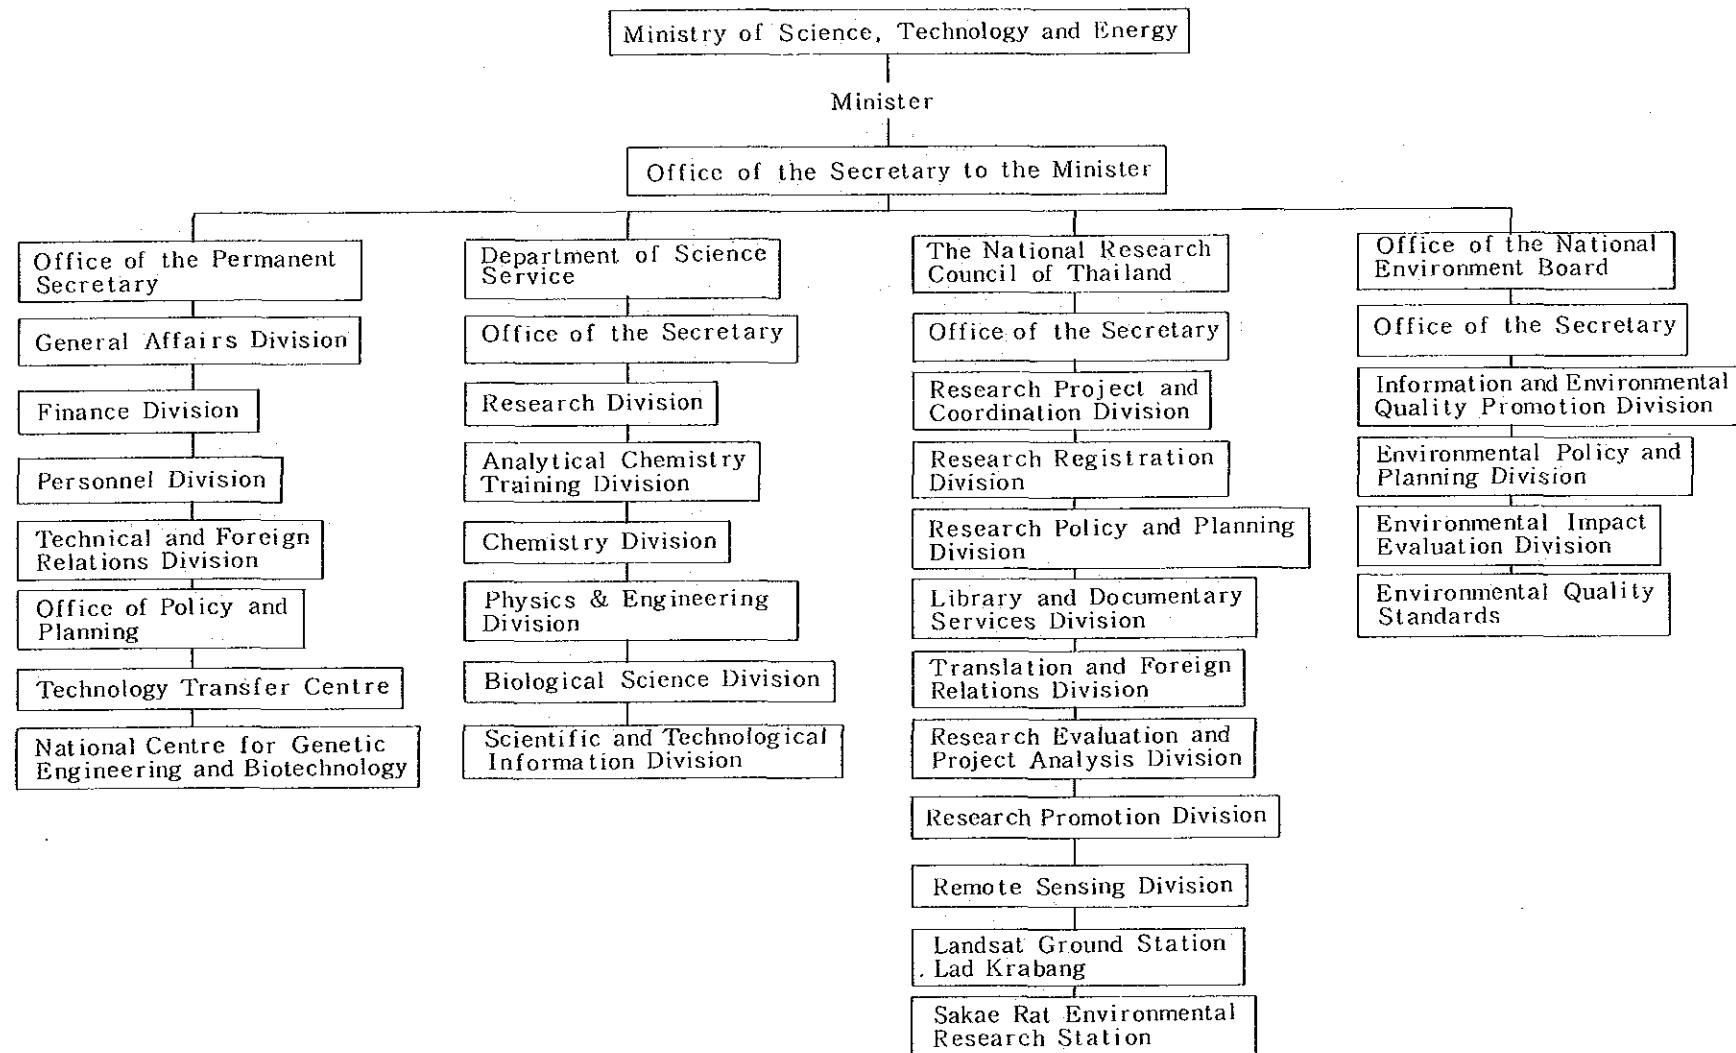 Ministry of Science, Technology and Energy
Minister
Office of the Secretary to the Minister
Office of the Permanent
Secretary
General Affairs Division
Finance Division
Personnel Division
Technical and Foreign
Relations Division
Office of Policy and
Planning
Technology Transfer Centre
National Centre for Genetic
Engineering and Biotechnology
Department of Science
Service
Office of the Secretary
Research Division
Analytical Chemistry
Training Division
Chemistry Division
Physics & Engineering
Division
Biological Science Division
Scientific and Technological
Information Division
The National Research
Council of Thailand
Office of the Secretary
Research Project and
Coordination Division
Research Registration
Division
Research Policy and Planning
Division
Library and Documentary
Services Division
Translation and Foreign
Relations Division
Research Evaluation and
Project Analysis Division
Research Promotion Division
Remote Sensing Division
Landsat Ground Station
Lad Krabang
Sakae Rat Environmental
Research Station
Office of the National
Environment Board
Office of the Secretary
Information and Environmental
Quality Promotion Division
Environmental Policy and
Planning Division
Environmental Impact
Evaluation Division
Environmental Quality
Standards